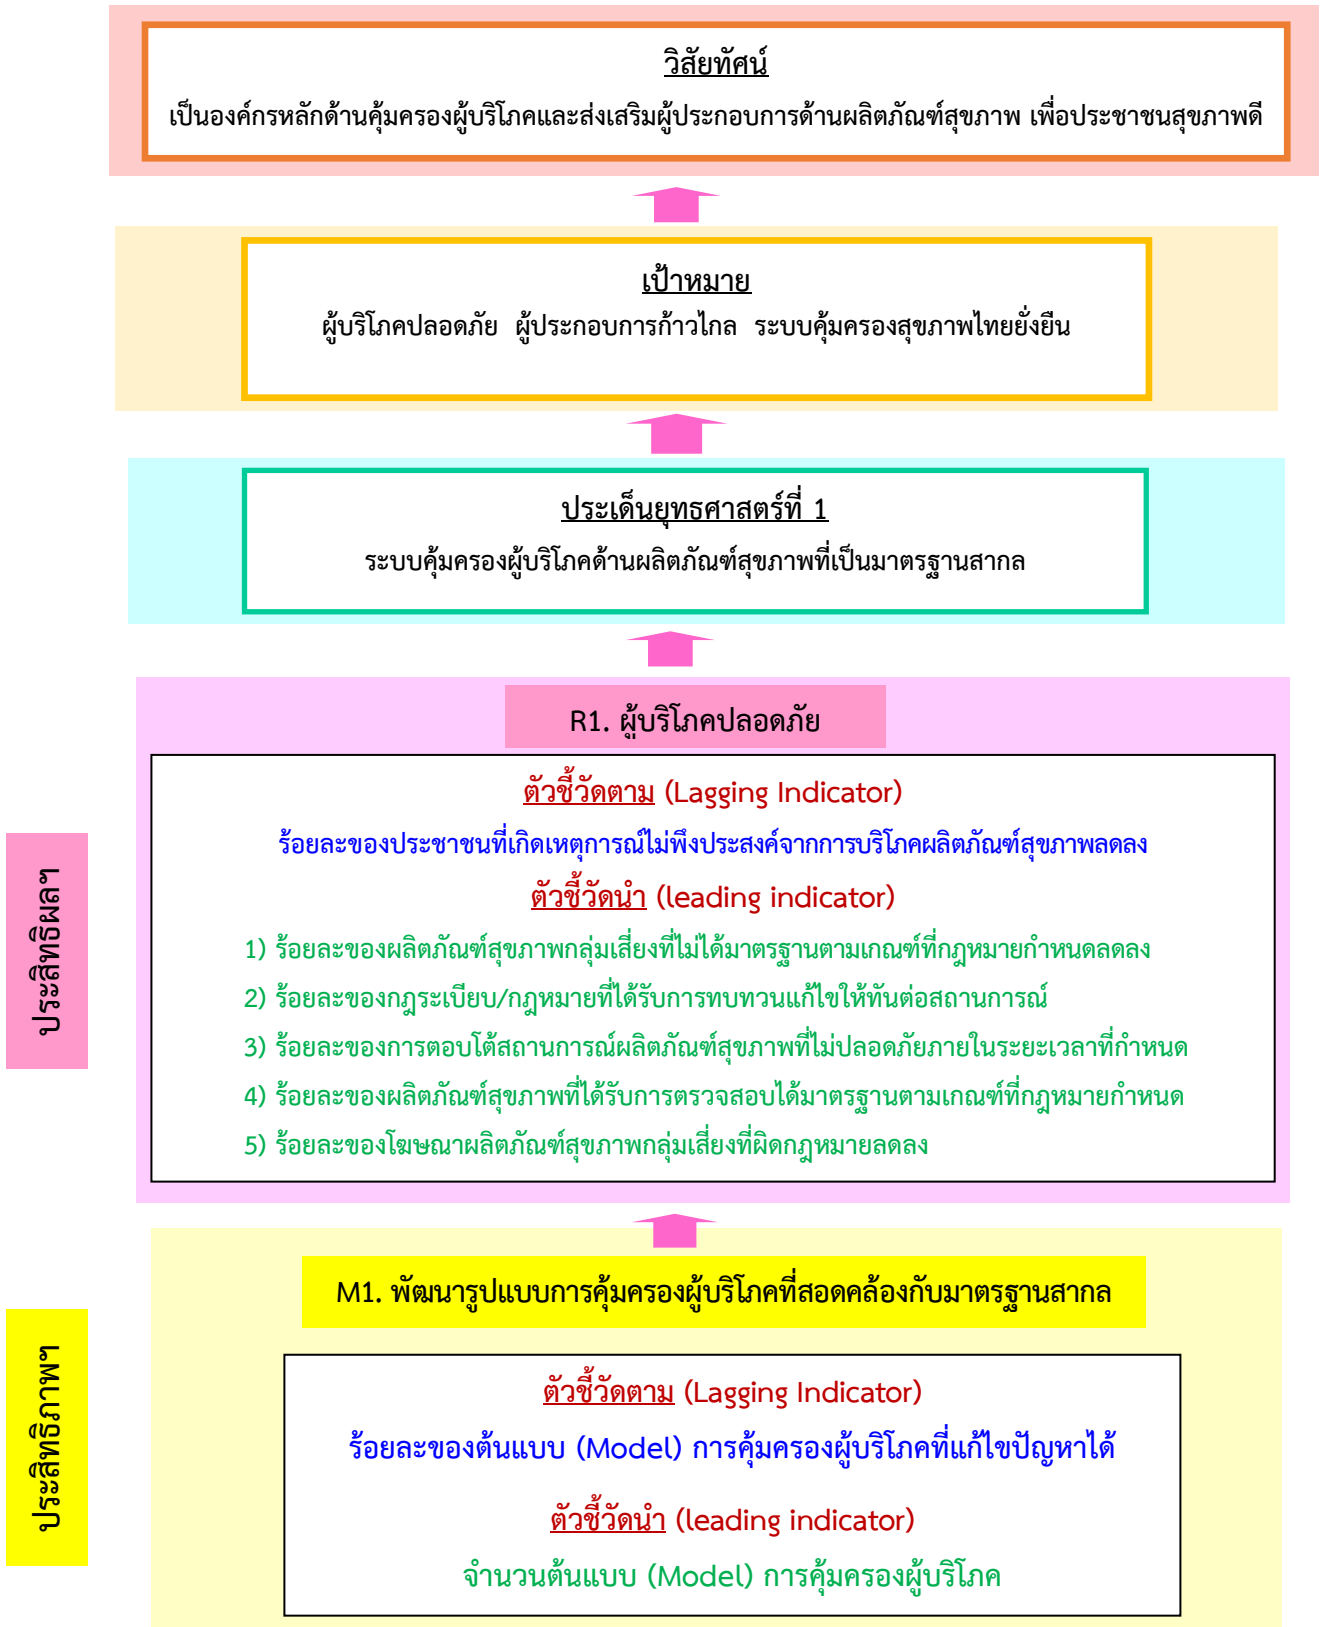 วิสัยทัศน์
เป็นองค์กรหลักด้านคุ้มครองผู้บริโภคและส่งเสริมผู้ประกอบการด้านผลิตภัณฑ์สุขภาพ เพื่อประชาชนสุขภาพดี
เป้าหมาย
ผู้บริโภคปลอดภัย ผู้ประกอบการก้าวไกล ระบบคุ้มครองสุขภาพไทยยั่งยืน
ประเด็นยุทธศาสตร์ที่ 1
ระบบคุ้มครองผู้บริโภคด้านผลิตภัณฑ์สุขภาพที่เป็นมาตรฐานสากล
ประสิทธิผลฯ
R1. ผู้บริโภคปลอดภัย
ตัวชี้วัดตาม (Lagging Indicator)
ร้อยละของประชาชนที่เกิดเหตุการณ์ไม่พึงประสงค์จากการบริโภคผลิตภัณฑ์สุขภาพลดลง
ตัวชี้วัดนำ (leading indicator)
1) ร้อยละของผลิตภัณฑ์สุขภาพกลุ่มเสี่ยงที่ไม่ได้มาตรฐานตามเกณฑ์ที่กฎหมายกำหนดลดลง
2) ร้อยละของกฎระเบียบ/กฎหมายที่ได้รับการทบทวนแก้ไขให้ทันต่อสถานการณ์
3) ร้อยละของการตอบโต้สถานการณ์ผลิตภัณฑ์สุขภาพที่ไม่ปลอดภัยภายในระยะเวลาที่กำหนด
4) ร้อยละของผลิตภัณฑ์สุขภาพที่ได้รับการตรวจสอบได้มาตรฐานตามเกณฑ์ที่กฎหมายกำหนด
5) ร้อยละของโฆษณาผลิตภัณฑ์สุขภาพกลุ่มเสี่ยงที่ผิดกฎหมายลดลง
ประสิทธิภาพฯ
M1. พัฒนารูปแบบการคุ้มครองผู้บริโภคที่สอดคล้องกับมาตรฐานสากล
ตัวชี้วัดตาม (Lagging Indicator)
ร้อยละของต้นแบบ (Model) การคุ้มครองผู้บริโภคที่แก้ไขปัญหาได้
ตัวชี้วัดนำ (leading indicator)
จำนวนต้นแบบ (Model) การคุ้มครองผู้บริโภค